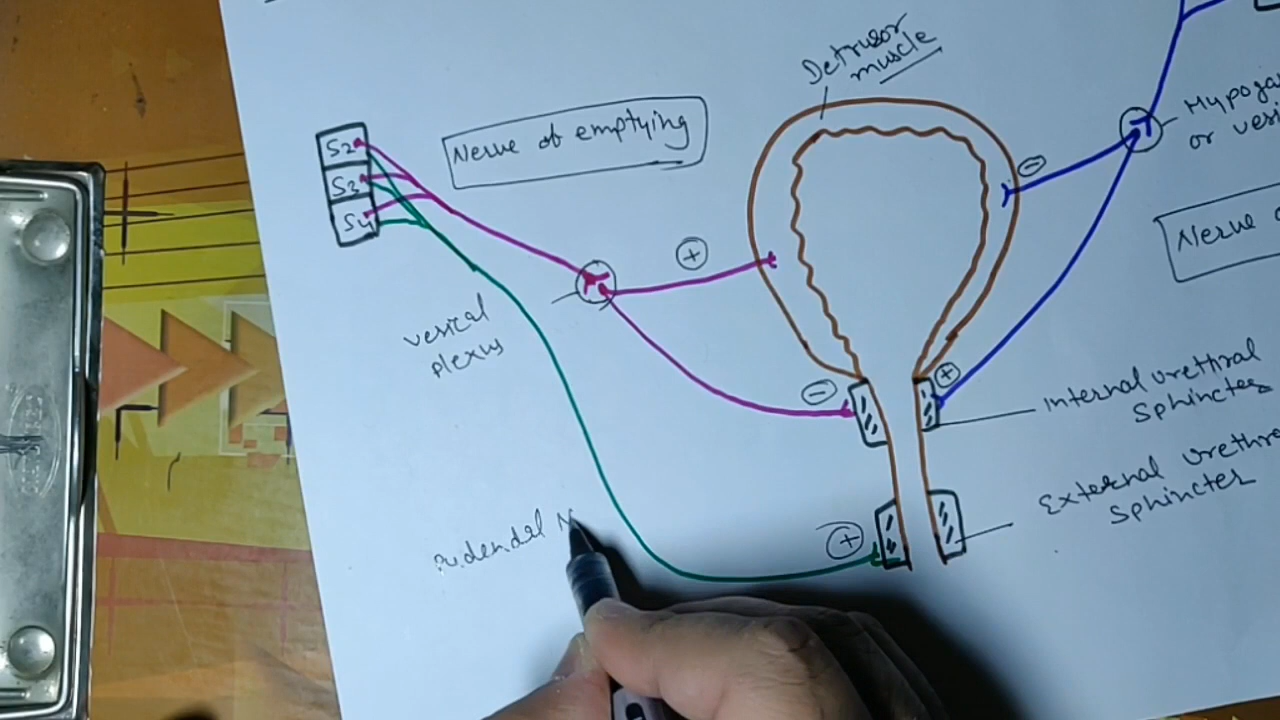 Detrusor
muscle
Nerve of emptying
S2
S3
S4
Hypoga
or vesi
Nerve o
+
−
vesical
plexus
−
+
Internal urethral
sphincter
External urethr
sphincter
+
Pudendal N